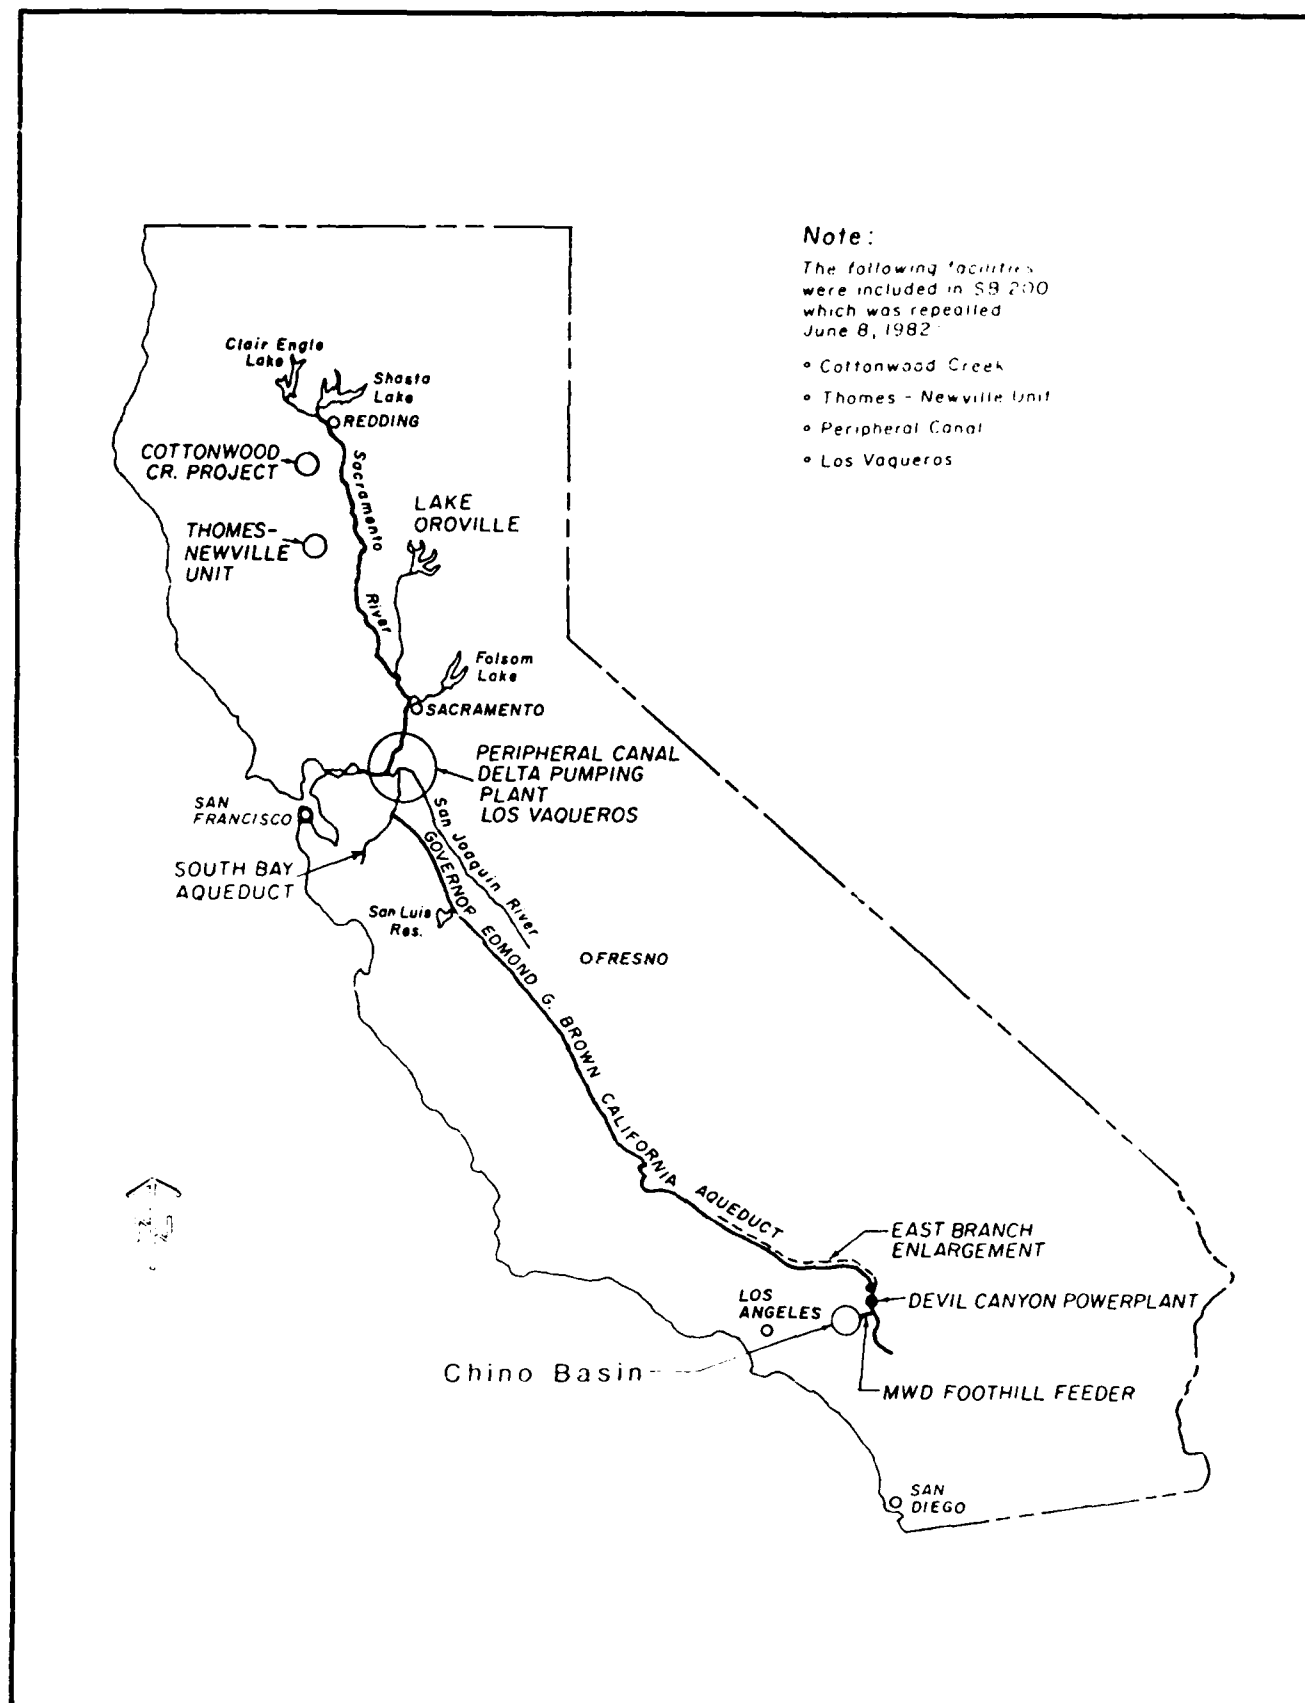 Note:
The following facilities
were included in SB 200
which was repealled
June 8, 1982
° Cottonwood Creek
° Thomes - Newville Unit
° Peripheral Canal
° Los Vaqueros
Clair Engle
Lake
Shasta
Lake
REDDING
COTTONWOOD
CR. PROJECT
Sacramento
River
LAKE
OROVILLE
THOMES-
NEWVILLE
UNIT
Folsom
Lake
SACRAMENTO
PERIPHERAL CANAL
DELTA PUMPING
PLANT
LOS VAQUEROS
SAN
FRANCISCO
San Joaquin River
SOUTH BAY
AQUEDUCT
San Luis
Res.
FRESNO
GOVERNOR EDMOND G. BROWN CALIFORNIA AQUEDUCT
N
EAST BRANCH
ENLARGEMENT
LOS
ANGELES
DEVIL CANYON POWERPLANT
Chino Basin
MWD FOOTHILL FEEDER
SAN
DIEGO